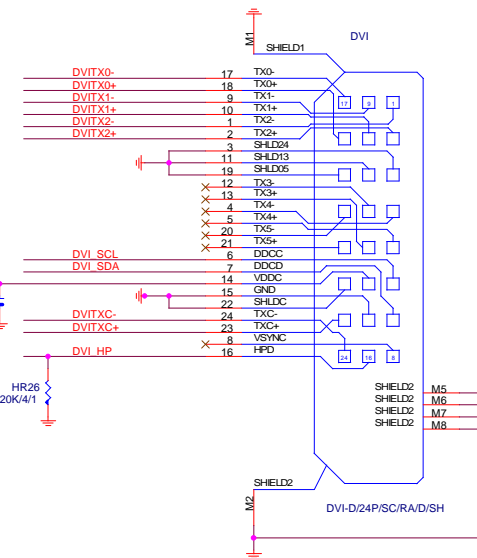 M1
SHIELD1
DVI
DVITX0- 17 TX0-
DVITX0+ 18 TX0+
DVITX1- 9 TX1-
DVITX1+ 10 TX1+
DVITX2- 1 TX2-
DVITX2+ 2 TX2+
3 SHLD24
11 SHLD13
19 SHLD05
12 TX3-
13 TX3+
4 TX4-
5 TX4+
20 TX5-
21 TX5+
DVI_SCL 6 DDCC
DVI_SDA 7 DDCD
14 VDDC
15 GND
22 SHLDC
DVITXC- 24 TXC-
DVITXC+ 23 TXC+
8 VSYNC
DVI_HP 16 HPD
17 9 1
24 16 8
HR26
20K/4/1
SHIELD2 M5
SHIELD2 M6
SHIELD2 M7
SHIELD2 M8
SHIELD2
M2
DVI-D/24P/SC/RA/D/SH